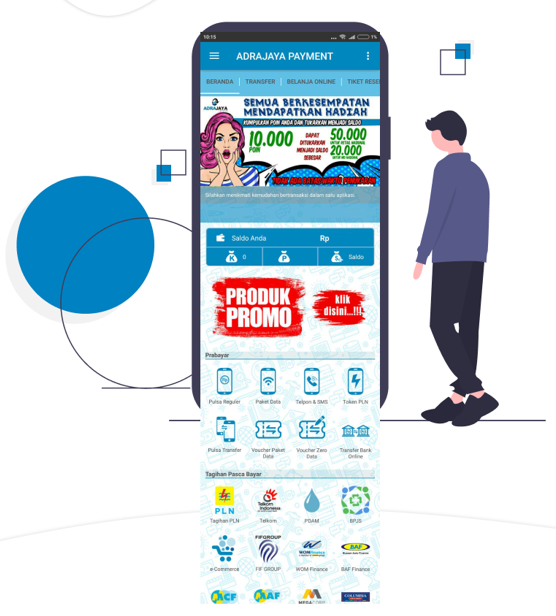 10:15
ADRAJAYA PAYMENT
BERANDA TRANSFER BELANJA ONLINE TIKET RESE
ADRAJAYA
SEMUA BERKESEMPATAN
MENDAPATKAN HADIAH
KUMPULKAN POIN ANDA DAN TUKARKAN MENJADI SALDO
10.000
POIN
DAPAT
DITUKARKAN
MENJADI SALDO
SEBESAR
50.000
20.000
TIDAK ADA BATAS WAKTU PENUKARAN
Silahkan menikmati kemudahan bertransaksi dalam satu aplikasi.
Saldo Anda Rp
K 0 P Saldo
PRODUK
PROMO
klik
disini...!!!
Prabayar
Pulsa Reguler Paket Data Telpon & SMS Token PLN
Pulsa Transfer Voucher Paket Data Voucher Zero Data Transfer Bank Online
Tagihan Pasca Bayar
PLN
Telkom
Indonesia
Tagihan PLN Telkom PDAM BPJS
FIFGROUP
WOM finance
BAF
e-Commerce FIF GROUP WOM Finance BAF Finance
ACF AAF MEGA COLUMBIA